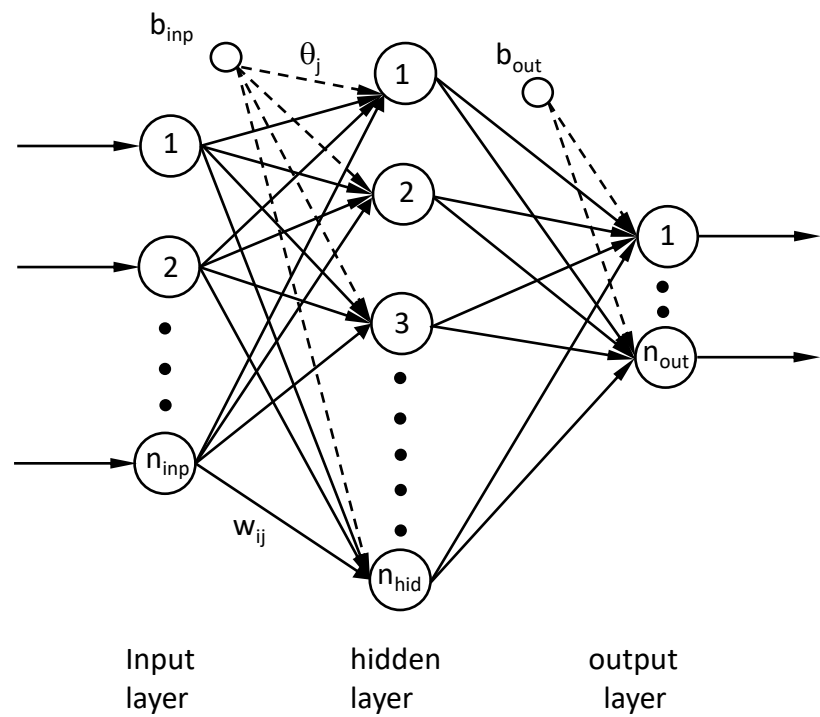 b_inp
θ_j
b_out
1
1
2
2
1
3
n_out
n_inp
w_ij
n_hid
Input layer
hidden layer
output layer